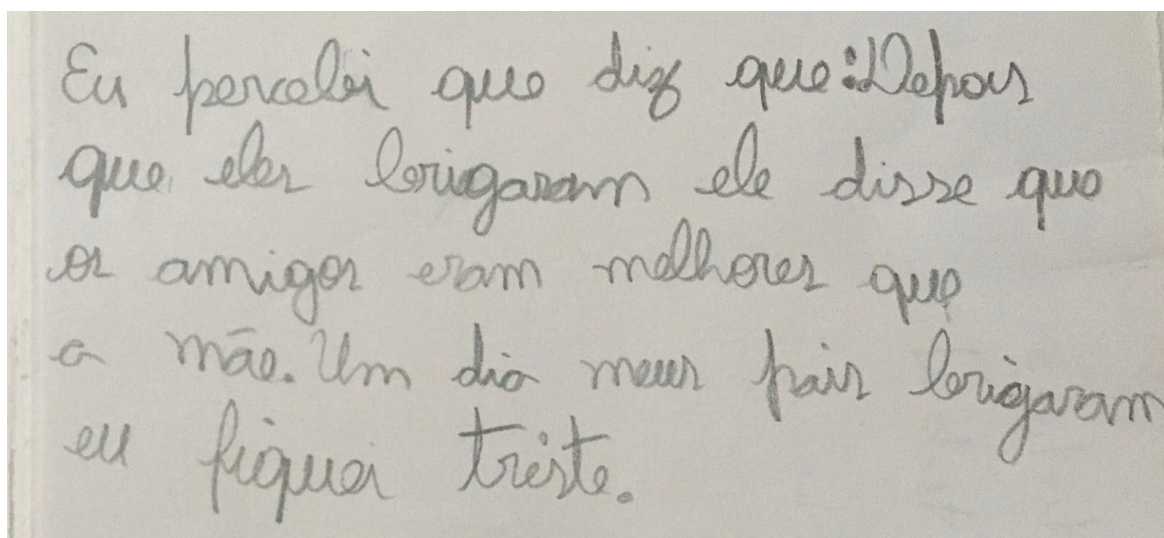 Eu percebi que diz que: Depois
que eles brigaram ele disse que
os amigos eram melhores que
a mãe. Um dia meus pais brigaram
eu fiquei triste.